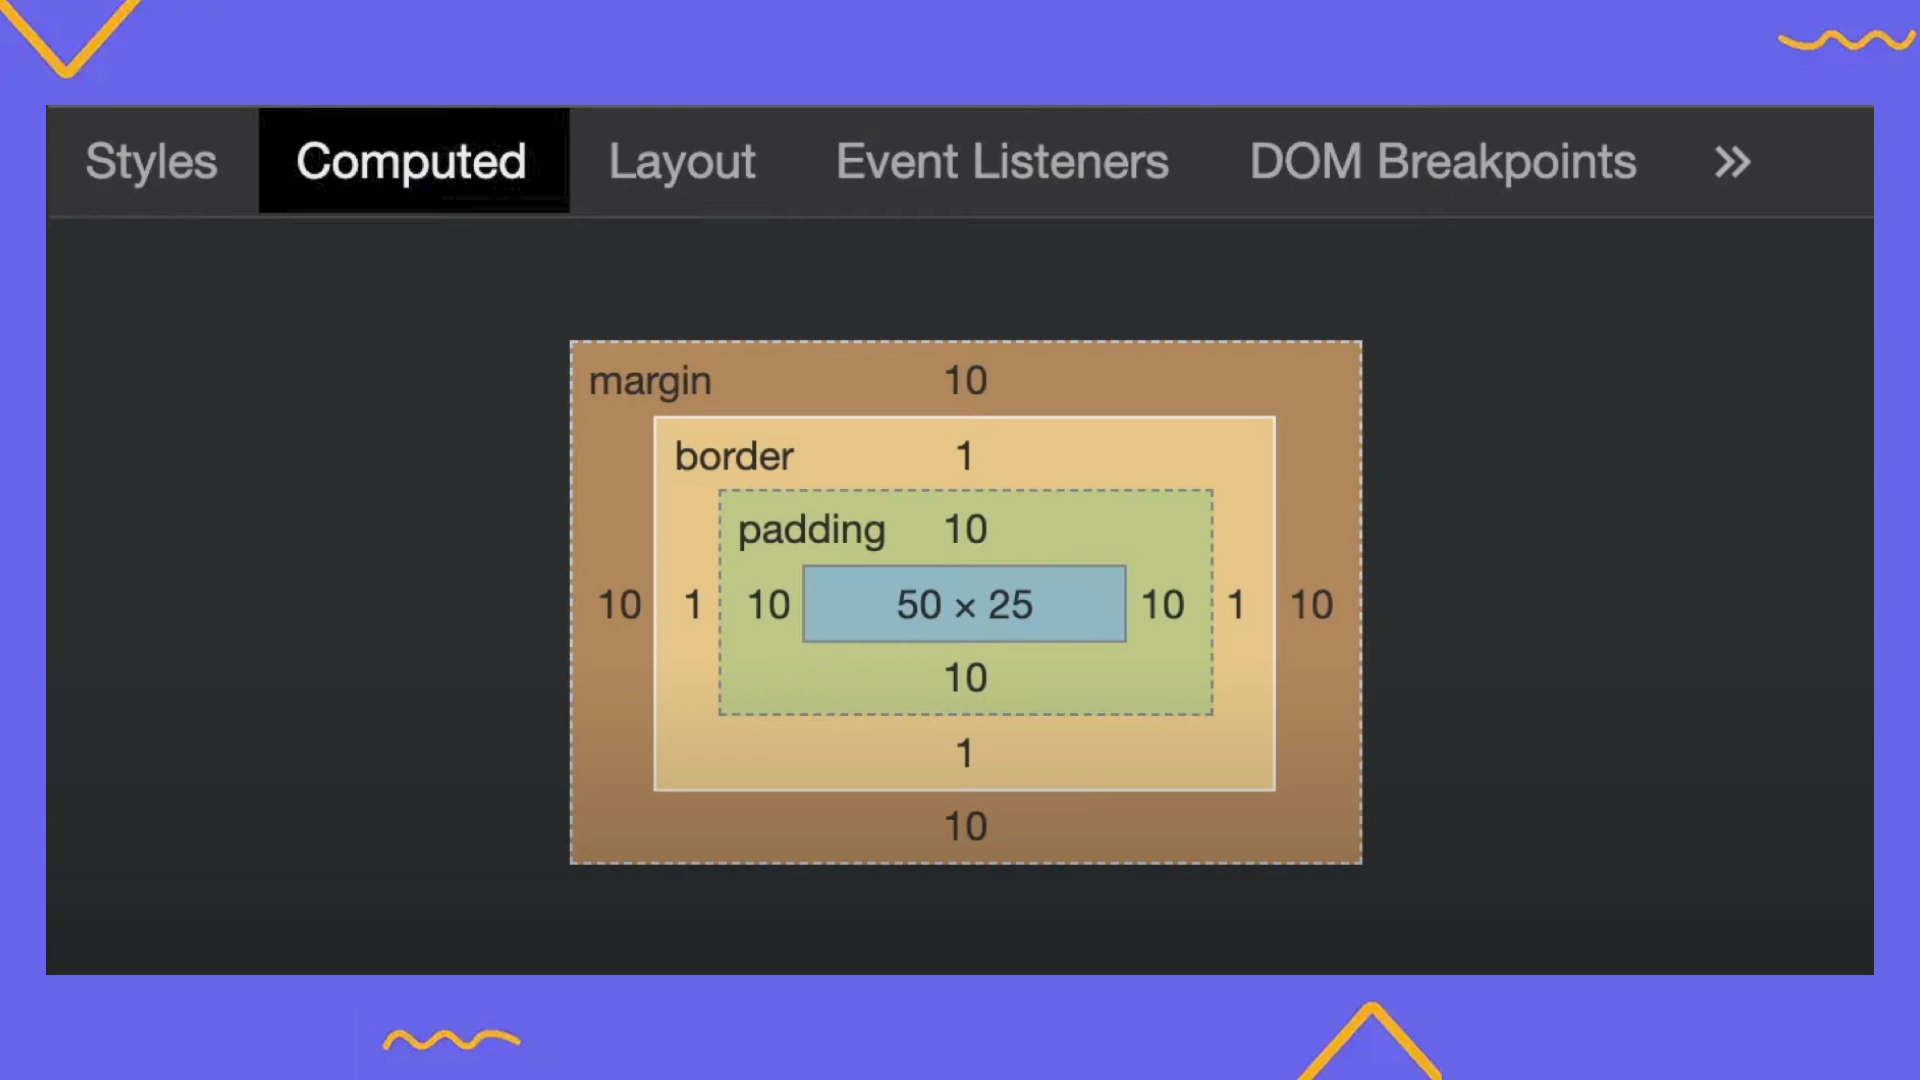 Styles Computed Layout Event Listeners DOM Breakpoints »
margin 10
border 1
padding 10
10 1 10 50 × 25 10 1 10
10
1
10